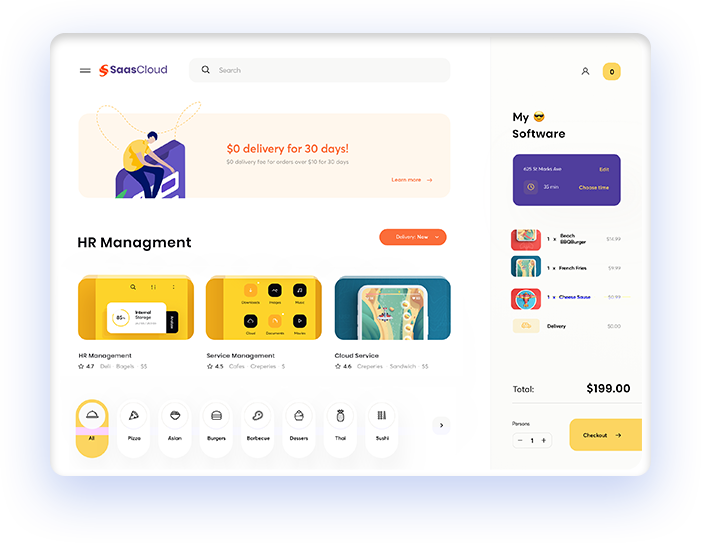 SaasCloud
Search
0
$0 delivery for 30 days!
$0 delivery fee for orders over $10 for 30 days
Learn more
HR Managment
Delivery: Now
85%
Internal
Storage
HR Management
4.7 Deli · Bagels · $$
Downloads Images Music
Cloud Documents Movies
Service Management
4.5 Cafes · Creperies · $
Cloud Service
4.6 Creperies · Sandwich · $$
All
Pizza
Asian
Burgers
Barbecue
Dessers
Thai
Sushi
My
Software
625 St Marks Ave Edit
35 min Choose time
1 x Beach
BBQBurger
$14.99
1 x French Fries $9.99
1 x Cheese Sause $0.99
Delivery $0.00
Total: $199.00
Persons
− 1 +
Checkout